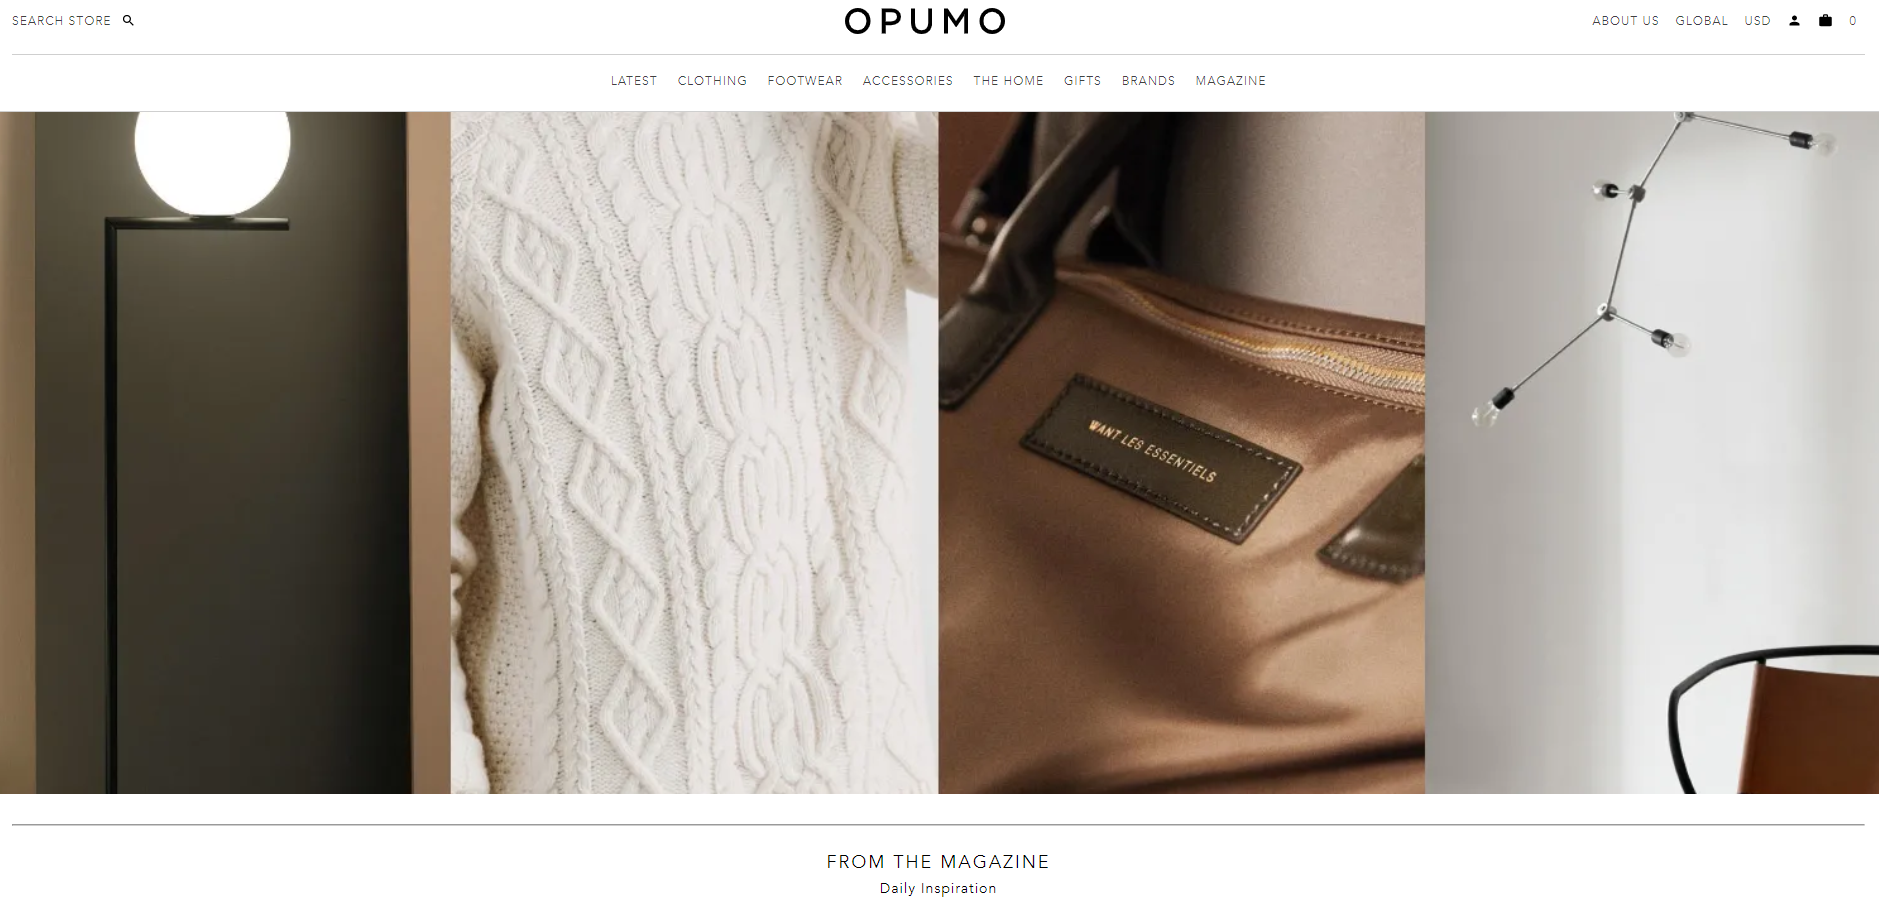 SEARCH STORE
OPUMO
ABOUT US GLOBAL USD 0
LATEST CLOTHING FOOTWEAR ACCESSORIES THE HOME GIFTS BRANDS MAGAZINE
WANT LES ESSENTIELS
FROM THE MAGAZINE
Daily Inspiration